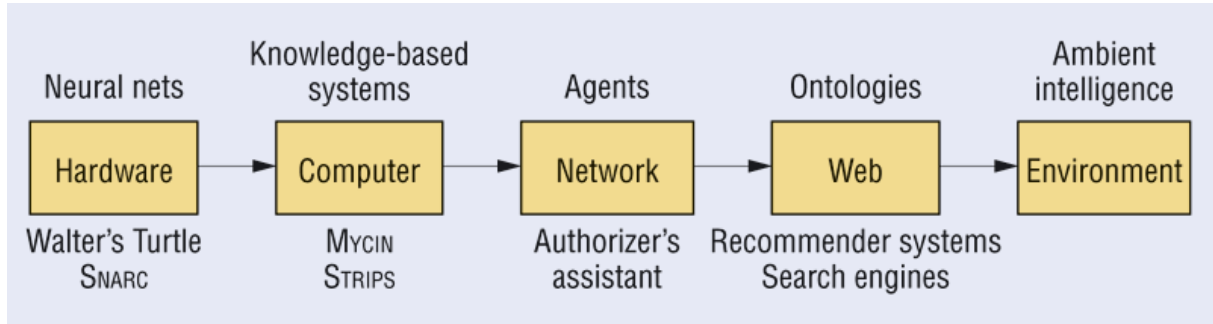 Neural nets
Knowledge-based
systems
Agents
Ontologies
Ambient
intelligence
Hardware
Computer
Network
Web
Environment
Walter's Turtle
SNARC
MYCIN
STRIPS
Authorizer's
assistant
Recommender systems
Search engines